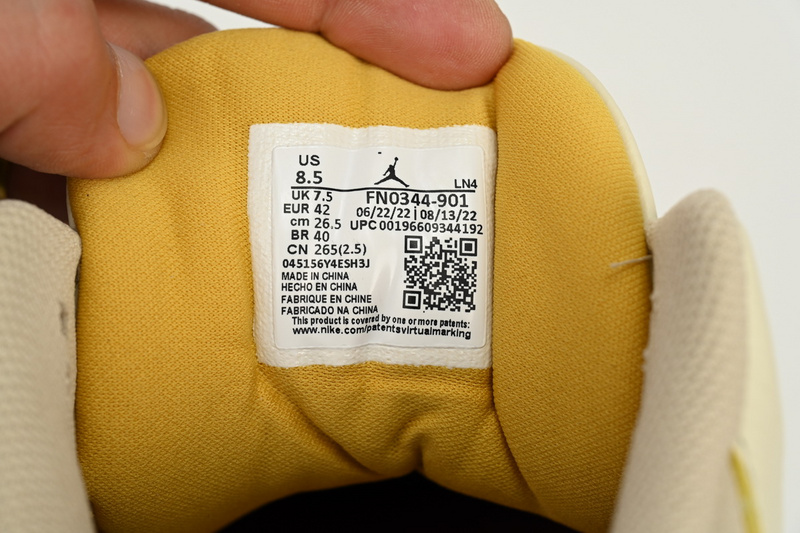 US
8.5
LN4
UK 7.5
FN0344-901
EUR 42
06/22/22 | 08/13/22
cm 26.5
UPC 00196609344192
BR 40
CN 265(2.5)
045156Y4ESH3J
MADE IN CHINA
HECHO EN CHINA
FABRIQUE EN CHINE
FABRICADO NA CHINA
This product is covered by one or more patents:
www.nike.com/patentsvirtualmarking